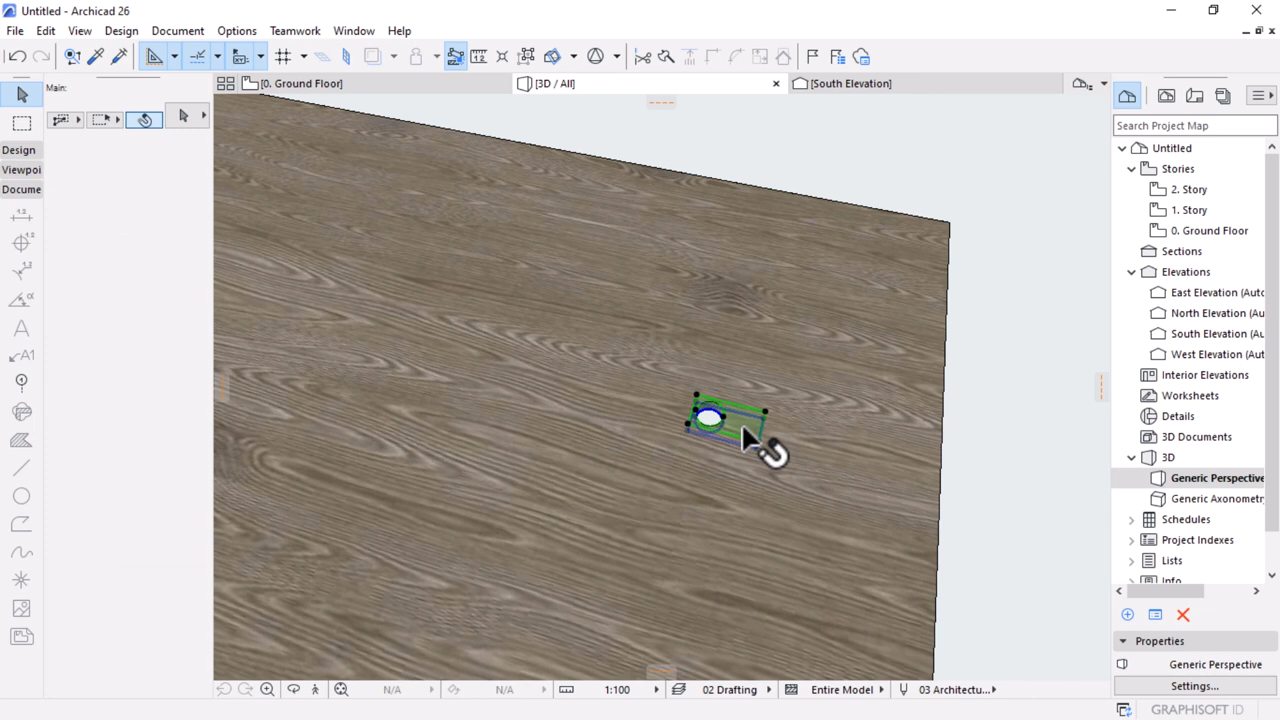 Untitled - Archicad 26
File Edit View Design Document Options Teamwork Window Help
[0. Ground Floor]
[3D / All]
[South Elevation]
Main:
Design
Viewpoi
Docume
Search Project Map
Untitled
Stories
2. Story
1. Story
0. Ground Floor
Sections
Elevations
East Elevation (Aut
North Elevation (Au
South Elevation (Au
West Elevation (Aut
Interior Elevations
Worksheets
Details
3D Documents
3D
Generic Perspective
Generic Axonometr
Schedules
Project Indexes
Lists
Info
Properties
Generic Perspective
Settings...
N/A
N/A
1:100
02 Drafting
Entire Model
03 Architectu...
GRAPHISOFT ID